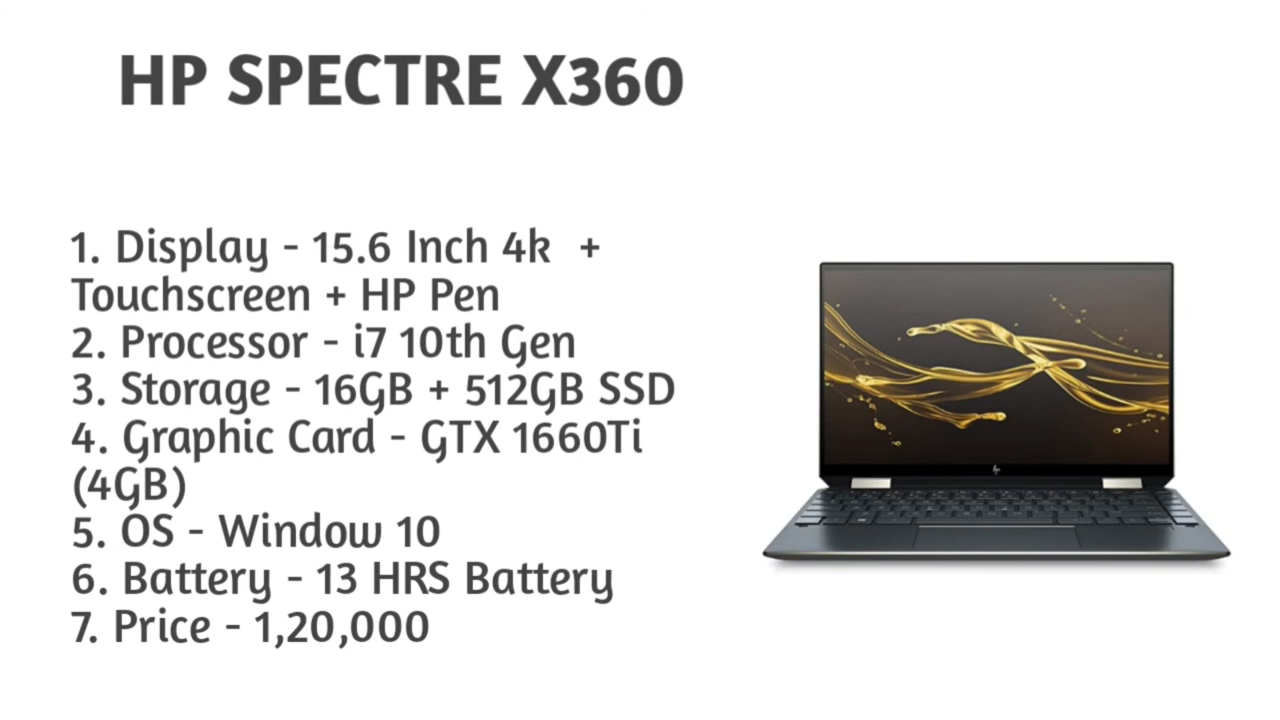 HP SPECTRE X360
1. Display - 15.6 Inch 4k +
Touchscreen + HP Pen
2. Processor - i7 10th Gen
3. Storage - 16GB + 512GB SSD
4. Graphic Card - GTX 1660Ti
(4GB)
5. OS - Window 10
6. Battery - 13 HRS Battery
7. Price - 1,20,000
hp